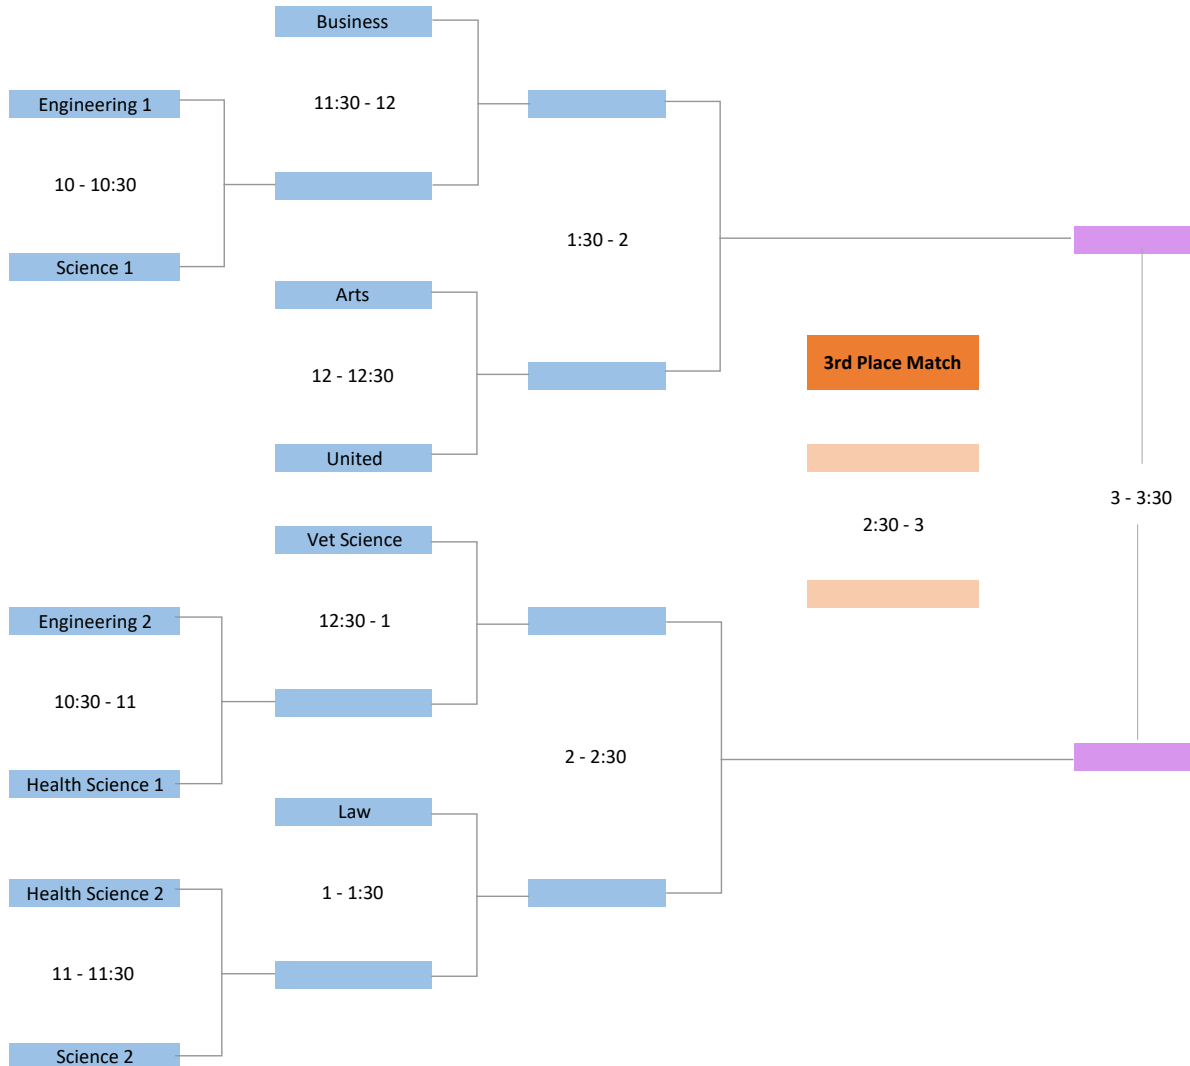 Business
11:30 - 12
Engineering 1
10 - 10:30
Science 1
1:30 - 2
Arts
12 - 12:30
United
3rd Place Match
2:30 - 3
3 - 3:30
Vet Science
12:30 - 1
Engineering 2
10:30 - 11
Health Science 1
2 - 2:30
Law
1 - 1:30
Health Science 2
11 - 11:30
Science 2